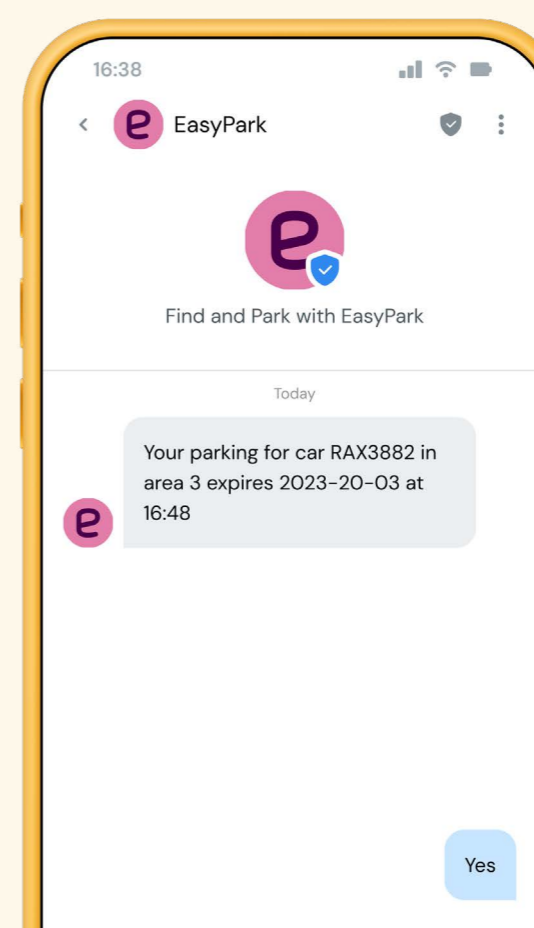 16:38
EasyPark
Find and Park with EasyPark
Today
Your parking for car RAX3882 in
area 3 expires 2023-20-03 at
16:48
Yes